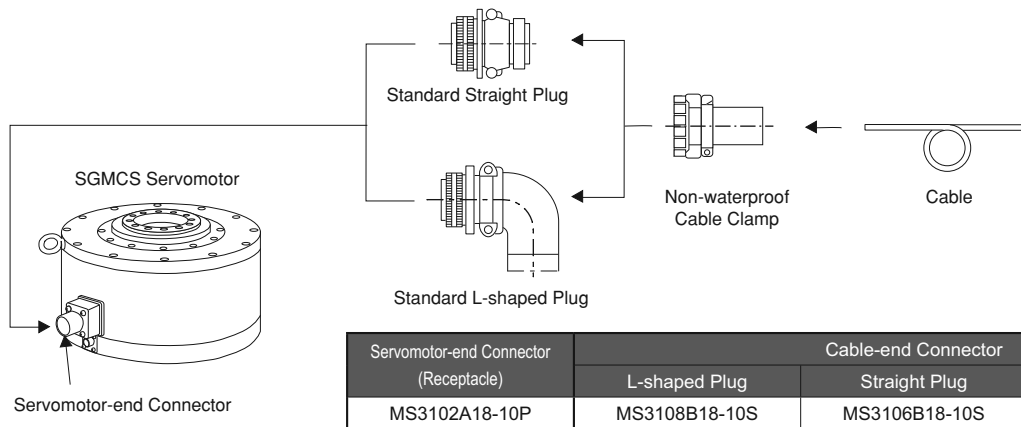 Standard Straight Plug
SGMCS Servomotor
Non-waterproof
Cable Clamp
Cable
Standard L-shaped Plug
Servomotor-end Connector
Servomotor-end Connector
(Receptacle)
Cable-end Connector
L-shaped Plug
Straight Plug
MS3102A18-10P
MS3108B18-10S
MS3106B18-10S